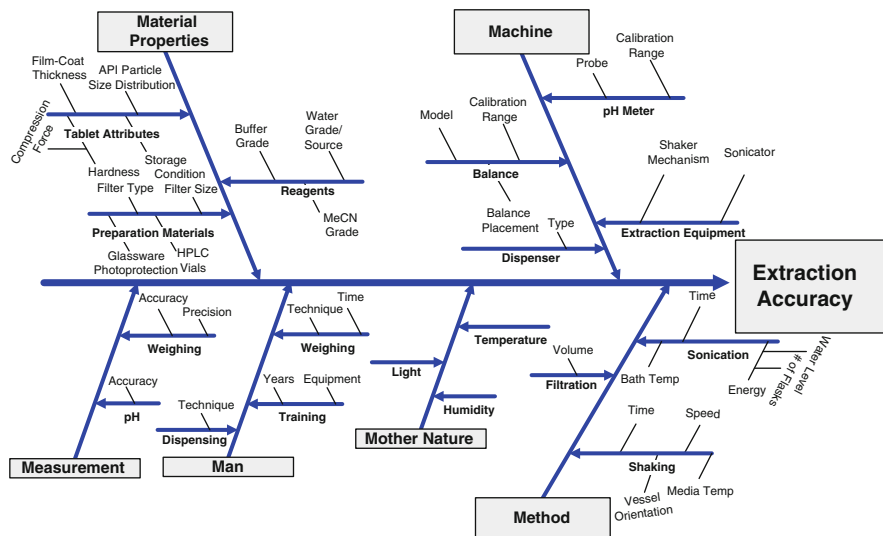 Material
Properties
Machine
Film-Coat
Thickness
API Particle
Size Distribution
Compression
Force
Tablet Attributes
Hardness
Storage
Condition
Buffer
Grade
Water
Grade/
Source
Reagents
MeCN
Grade
Filter Type
Filter Size
Preparation Materials
Glassware
Photoprotection
HPLC
Vials
Probe
Calibration
Range
pH Meter
Model
Calibration
Range
Balance
Balance
Placement
Shaker
Mechanism
Sonicator
Extraction Equipment
Type
Dispenser
Extraction
Accuracy
Accuracy
Precision
Weighing
Accuracy
pH
Measurement
Technique
Time
Weighing
Years
Equipment
Training
Technique
Dispensing
Man
Temperature
Light
Humidity
Mother Nature
Time
Sonication
Bath Temp
Energy
# of Flasks
Water Level
Volume
Filtration
Time
Speed
Shaking
Vessel
Orientation
Media Temp
Method